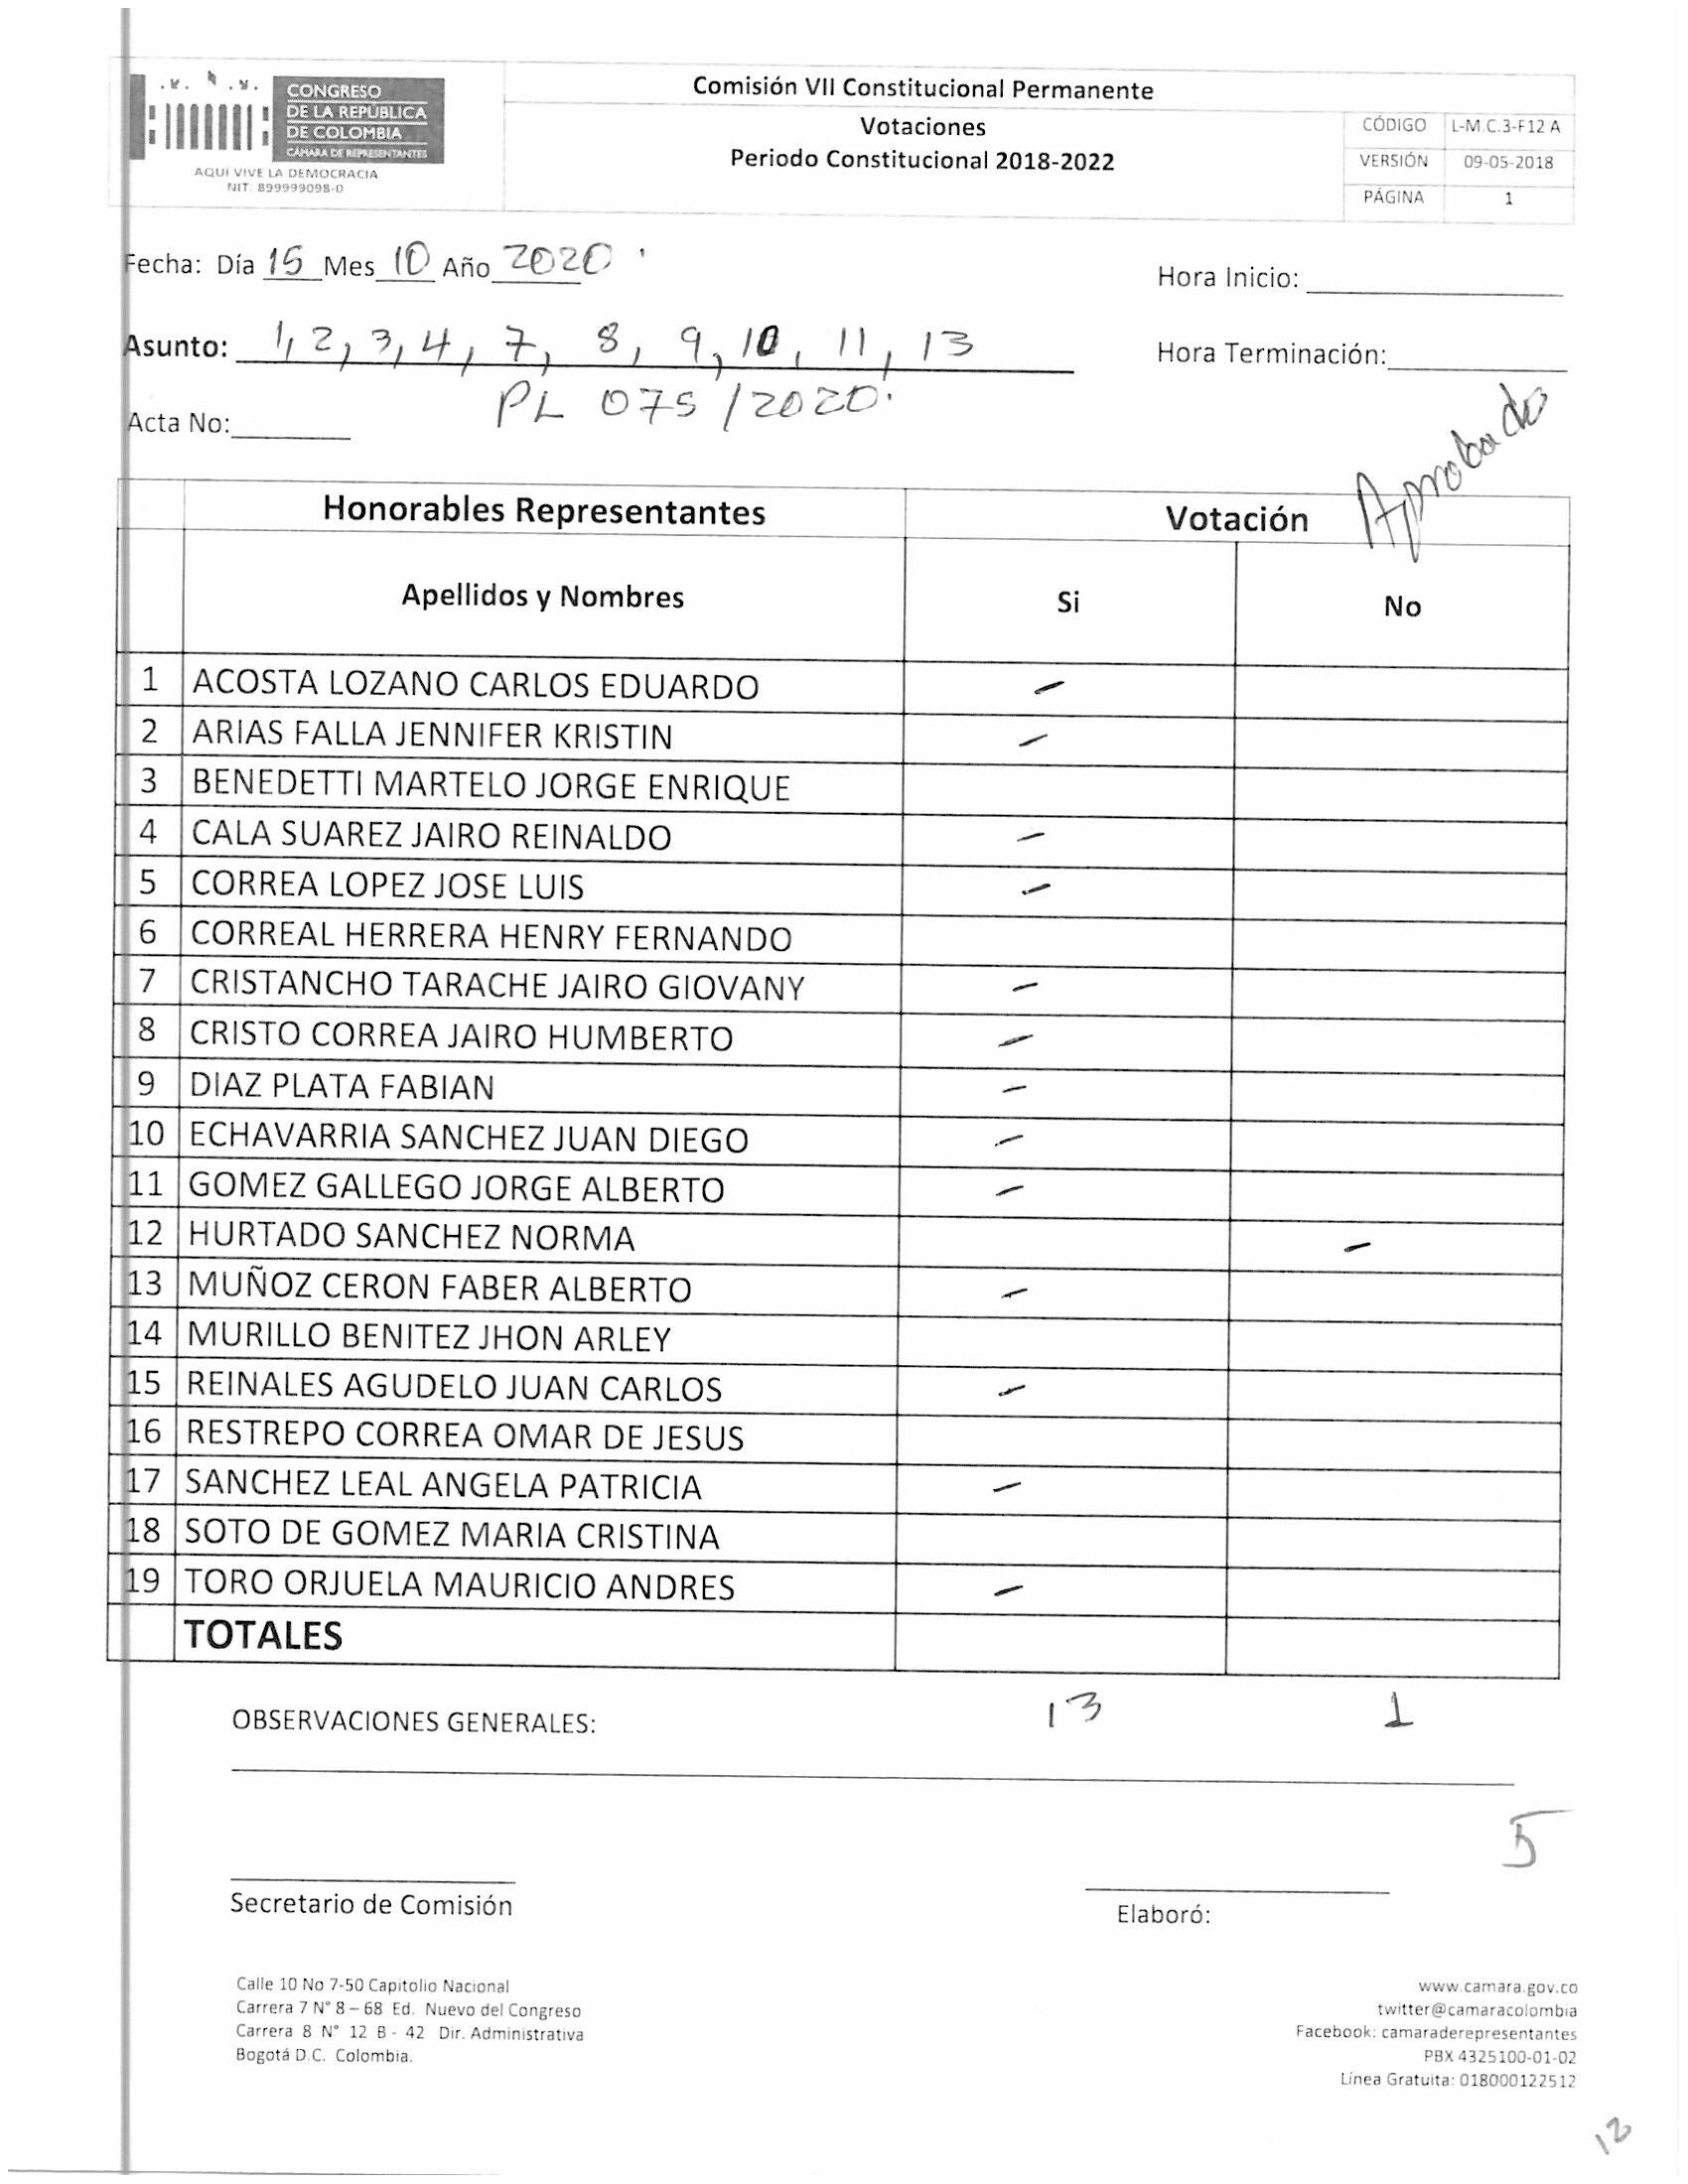 CONGRESO
DE LA REPÚBLICA
DE COLOMBIA
CÁMARA DE REPRESENTANTES
AQUÍ VIVE LA DEMOCRACIA
NIT: 899999098-0
Comisión VII Constitucional Permanente
Votaciones
Periodo Constitucional 2018-2022
CÓDIGO L-M.C.3-F12 A
VERSIÓN 09-05-2018
PÁGINA 1
Fecha: Día 15 Mes 10 Año 2020
Hora Inicio:
Asunto: 1, 2, 3, 4, 7, 8, 9, 10, 11, 13
Hora Terminación:
PL 075/2020.
Acta No:
Aprobado
Honorables Representantes Votación
Apellidos y Nombres Si No
1 ACOSTA LOZANO CARLOS EDUARDO –
2 ARIAS FALLA JENNIFER KRISTIN –
3 BENEDETTI MARTELO JORGE ENRIQUE
4 CALA SUAREZ JAIRO REINALDO –
5 CORREA LOPEZ JOSE LUIS –
6 CORREAL HERRERA HENRY FERNANDO
7 CRISTANCHO TARACHE JAIRO GIOVANY –
8 CRISTO CORREA JAIRO HUMBERTO –
9 DIAZ PLATA FABIAN –
10 ECHAVARRIA SANCHEZ JUAN DIEGO –
11 GOMEZ GALLEGO JORGE ALBERTO –
12 HURTADO SANCHEZ NORMA –
13 MUÑOZ CERON FABER ALBERTO –
14 MURILLO BENITEZ JHON ARLEY
15 REINALES AGUDELO JUAN CARLOS –
16 RESTREPO CORREA OMAR DE JESUS
17 SANCHEZ LEAL ANGELA PATRICIA –
18 SOTO DE GOMEZ MARIA CRISTINA
19 TORO ORJUELA MAURICIO ANDRES –
TOTALES
OBSERVACIONES GENERALES: 13 1
5
Secretario de Comisión
Elaboró:
Calle 10 No 7-50 Capitolio Nacional
Carrera 7 N° 8 – 68 Ed. Nuevo del Congreso
Carrera 8 N° 12 B - 42 Dir. Administrativa
Bogotá D.C. Colombia.
www.camara.gov.co
twitter@camaracolombia
Facebook: camaraderepresentantes
PBX 4325100-01-02
Línea Gratuita: 018000122512